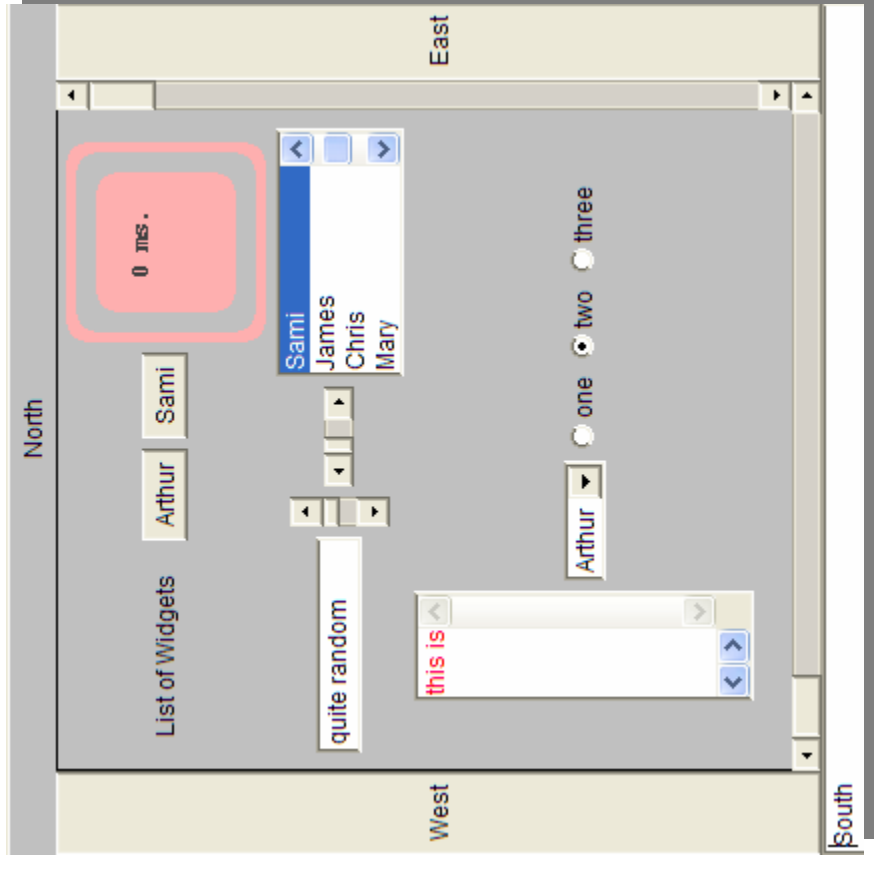 North
West
List of Widgets
Arthur
Sami
0 ms.
quite random
Sami
James
Chris
Mary
this is
Arthur
one
two
three
East
South